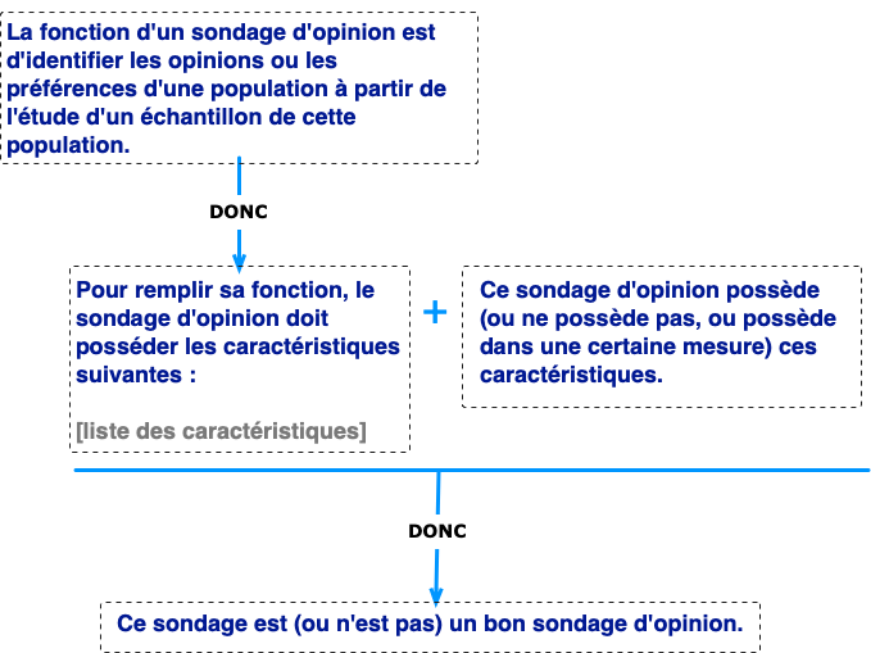 La fonction d'un sondage d'opinion est
d'identifier les opinions ou les
préférences d'une population à partir de
l'étude d'un échantillon de cette
population.
DONC
Pour remplir sa fonction, le
sondage d'opinion doit
posséder les caractéristiques
suivantes :
[liste des caractéristiques]
+
Ce sondage d'opinion possède
(ou ne possède pas, ou possède
dans une certaine mesure) ces
caractéristiques.
DONC
Ce sondage est (ou n'est pas) un bon sondage d'opinion.